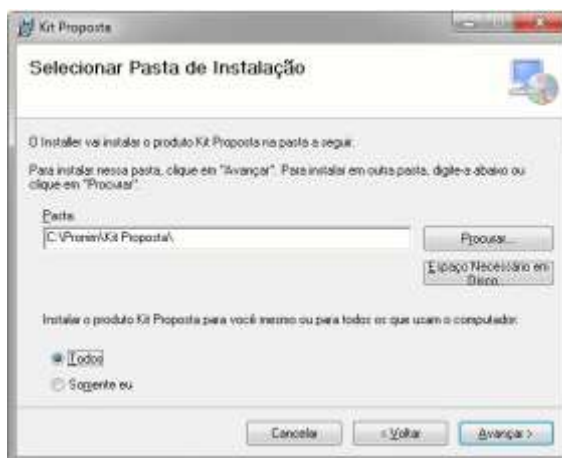 Kit Proposta
Selecionar Pasta de Instalação
O Installer vai instalar o produto Kit Proposta na pasta a seguir.
Para instalar nessa pasta, clique em "Avançar". Para instalar em outra pasta, digite-a abaixo ou
clique em "Procurar".
Pasta:
C:\Pronim\Kit Proposta\
Procurar...
Espaço Necessário em
Disco...
Instalar o produto Kit Proposta para você mesmo ou para todos os que usam o computador:
Todos
Somente eu
Cancelar
< Voltar
Avançar >